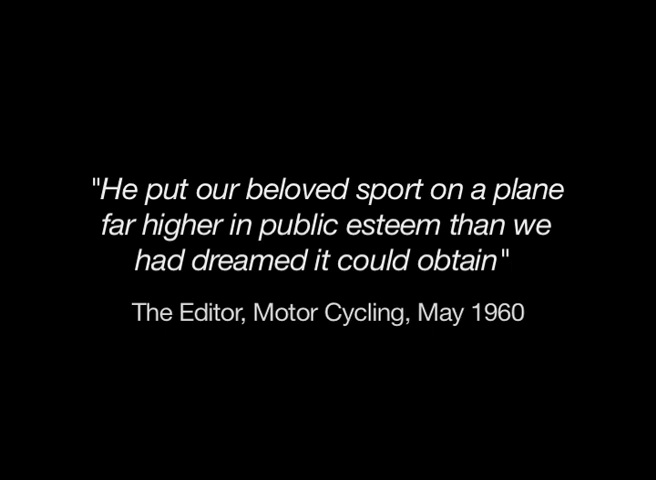 "He put our beloved sport on a plane
far higher in public esteem than we
had dreamed it could obtain"
The Editor, Motor Cycling, May 1960